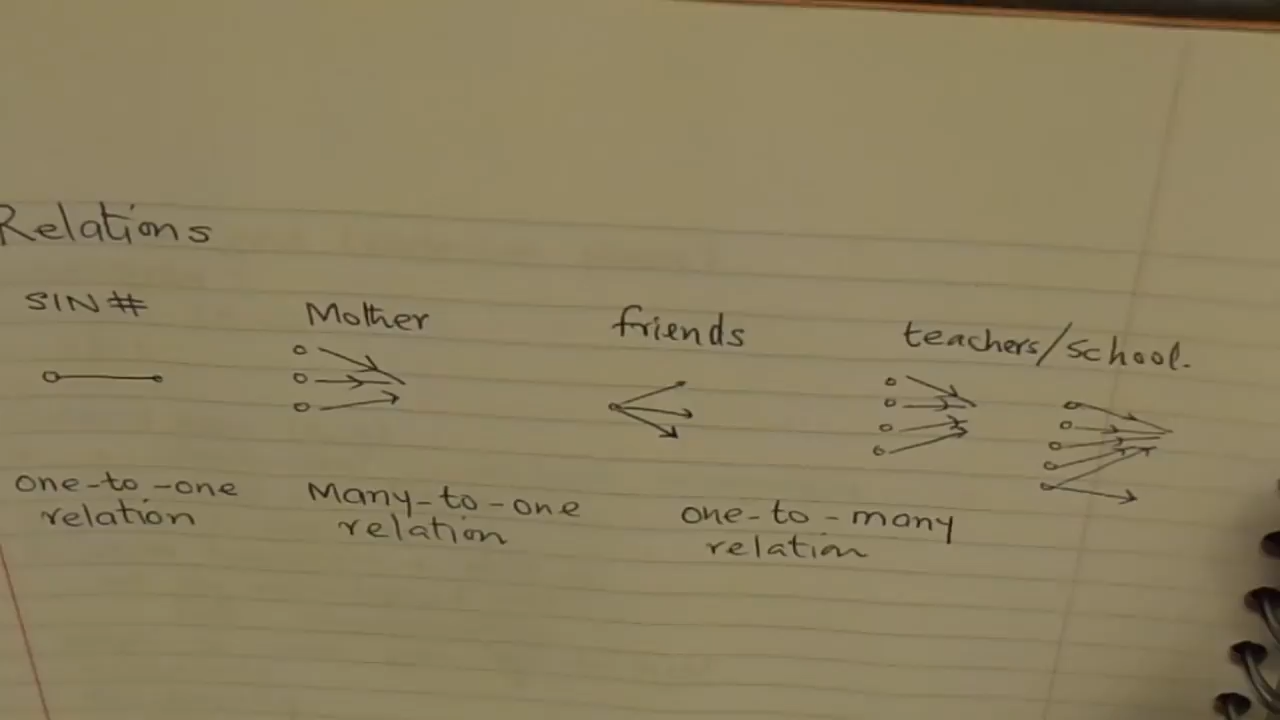 Relations
SIN #
Mother
friends
teachers/school.
one-to-one
relation
Many-to-one
relation
one-to-many
relation